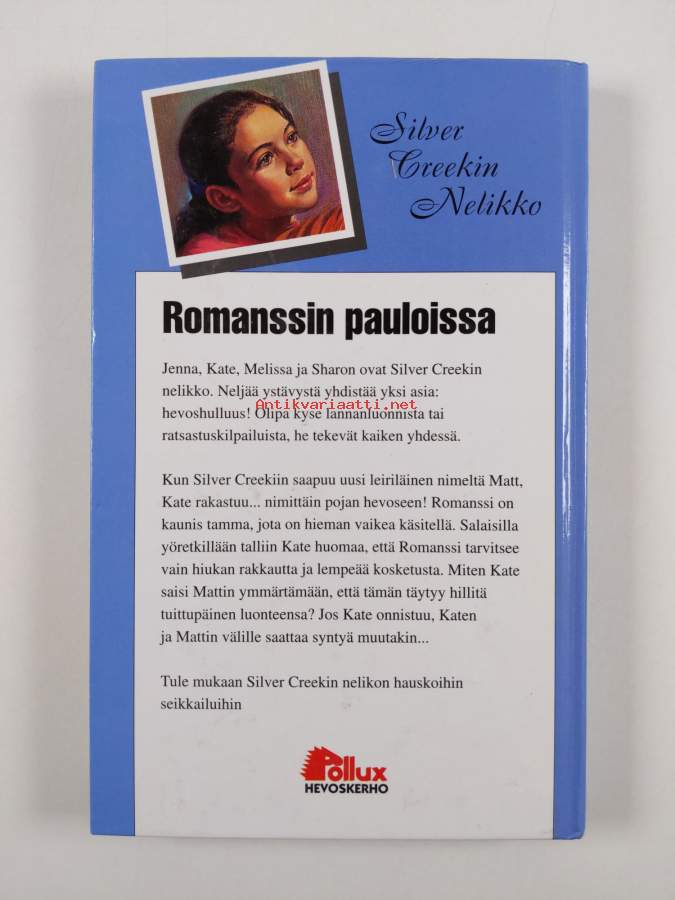 Silver
Creekin
Nelikko
Romanssin pauloissa
Jenna, Kate, Melissa ja Sharon ovat Silver Creekin
nelikko. Neljää ystävystä yhdistää yksi asia:
Antikvariaatti.net
hevoshulluus! Olipa kyse lannanluonnista tai
ratsastuskilpailuista, he tekevät kaiken yhdessä.
Kun Silver Creekiin saapuu uusi leiriläinen nimeltä Matt,
Kate rakastuu... nimittäin pojan hevoseen! Romanssi on
kaunis tamma, jota on hieman vaikea käsitellä. Salaisilla
yöretkillään talliin Kate huomaa, että Romanssi tarvitsee
vain hiukan rakkautta ja lempeää kosketusta. Miten Kate
saisi Mattin ymmärtämään, että tämän täytyy hillitä
tuittupäinen luonteensa? Jos Kate onnistuu, Katen
ja Mattin välille saattaa syntyä muutakin...
Tule mukaan Silver Creekin nelikon hauskoihin
seikkailuihin
Pollux
HEVOSKERHO